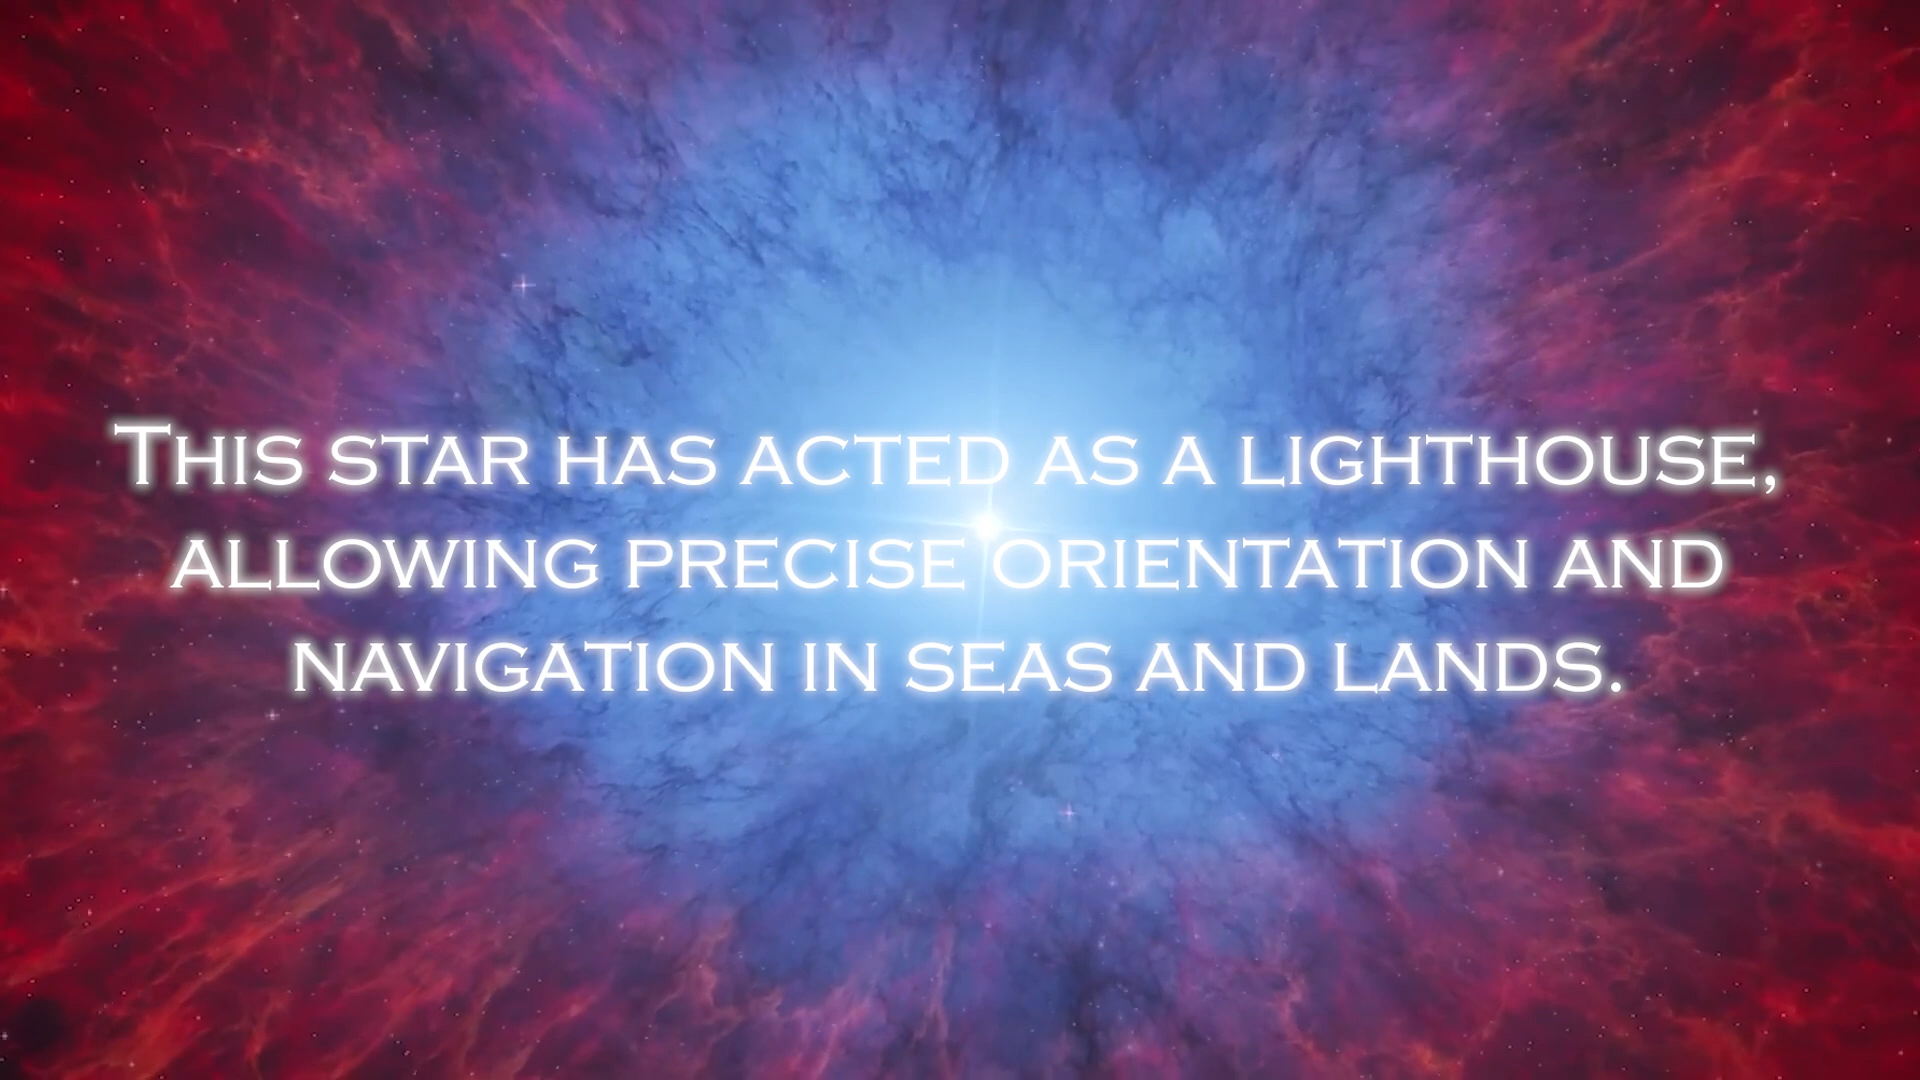 This star has acted as a lighthouse,
allowing precise orientation and
navigation in seas and lands.